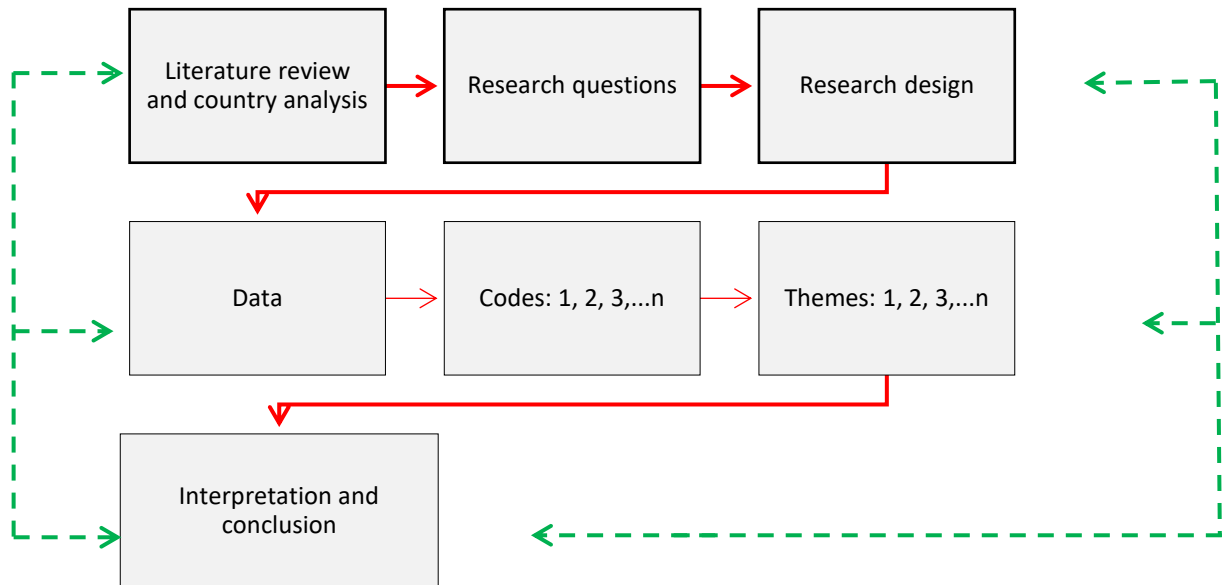 Literature review
and country analysis
Research questions
Research design
Data
Codes: 1, 2, 3,...n
Themes: 1, 2, 3,...n
Interpretation and
conclusion